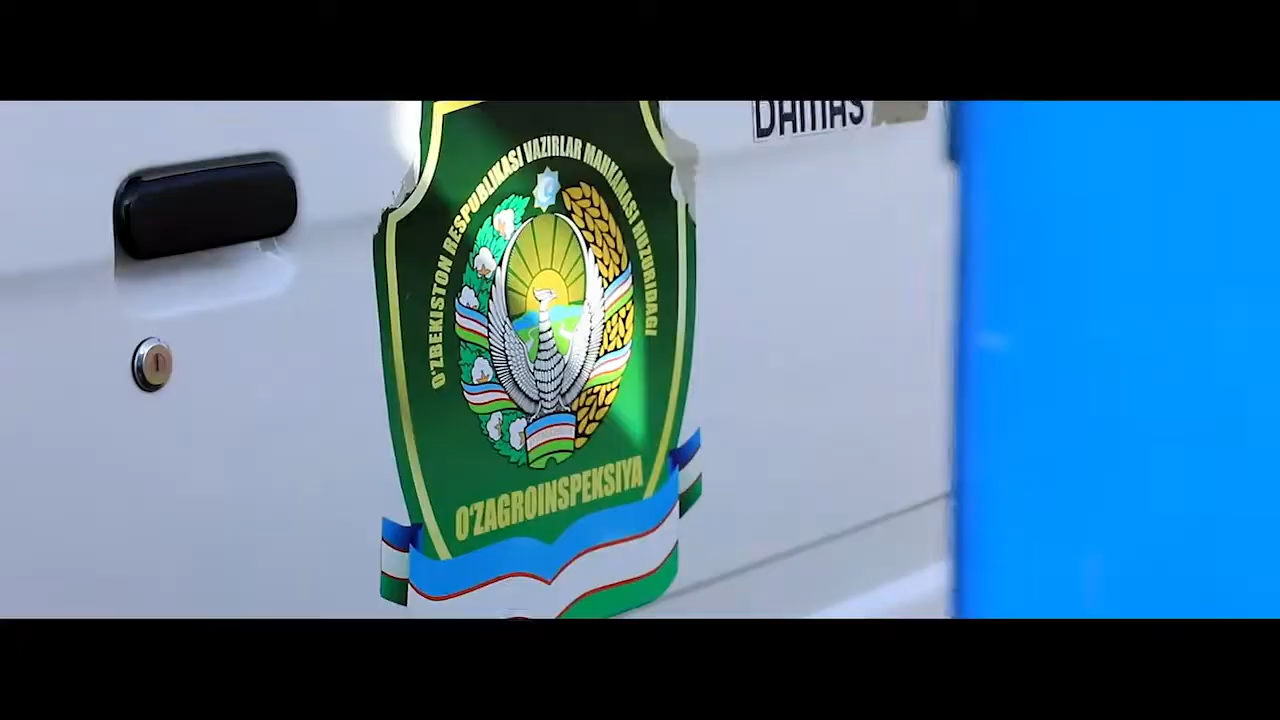 DAMAS
O'ZBEKISTON RESPUBLIKASI VAZIRLAR MAHKAMASI HUZURIDAGI
O'ZAGROINSPEKSIYA